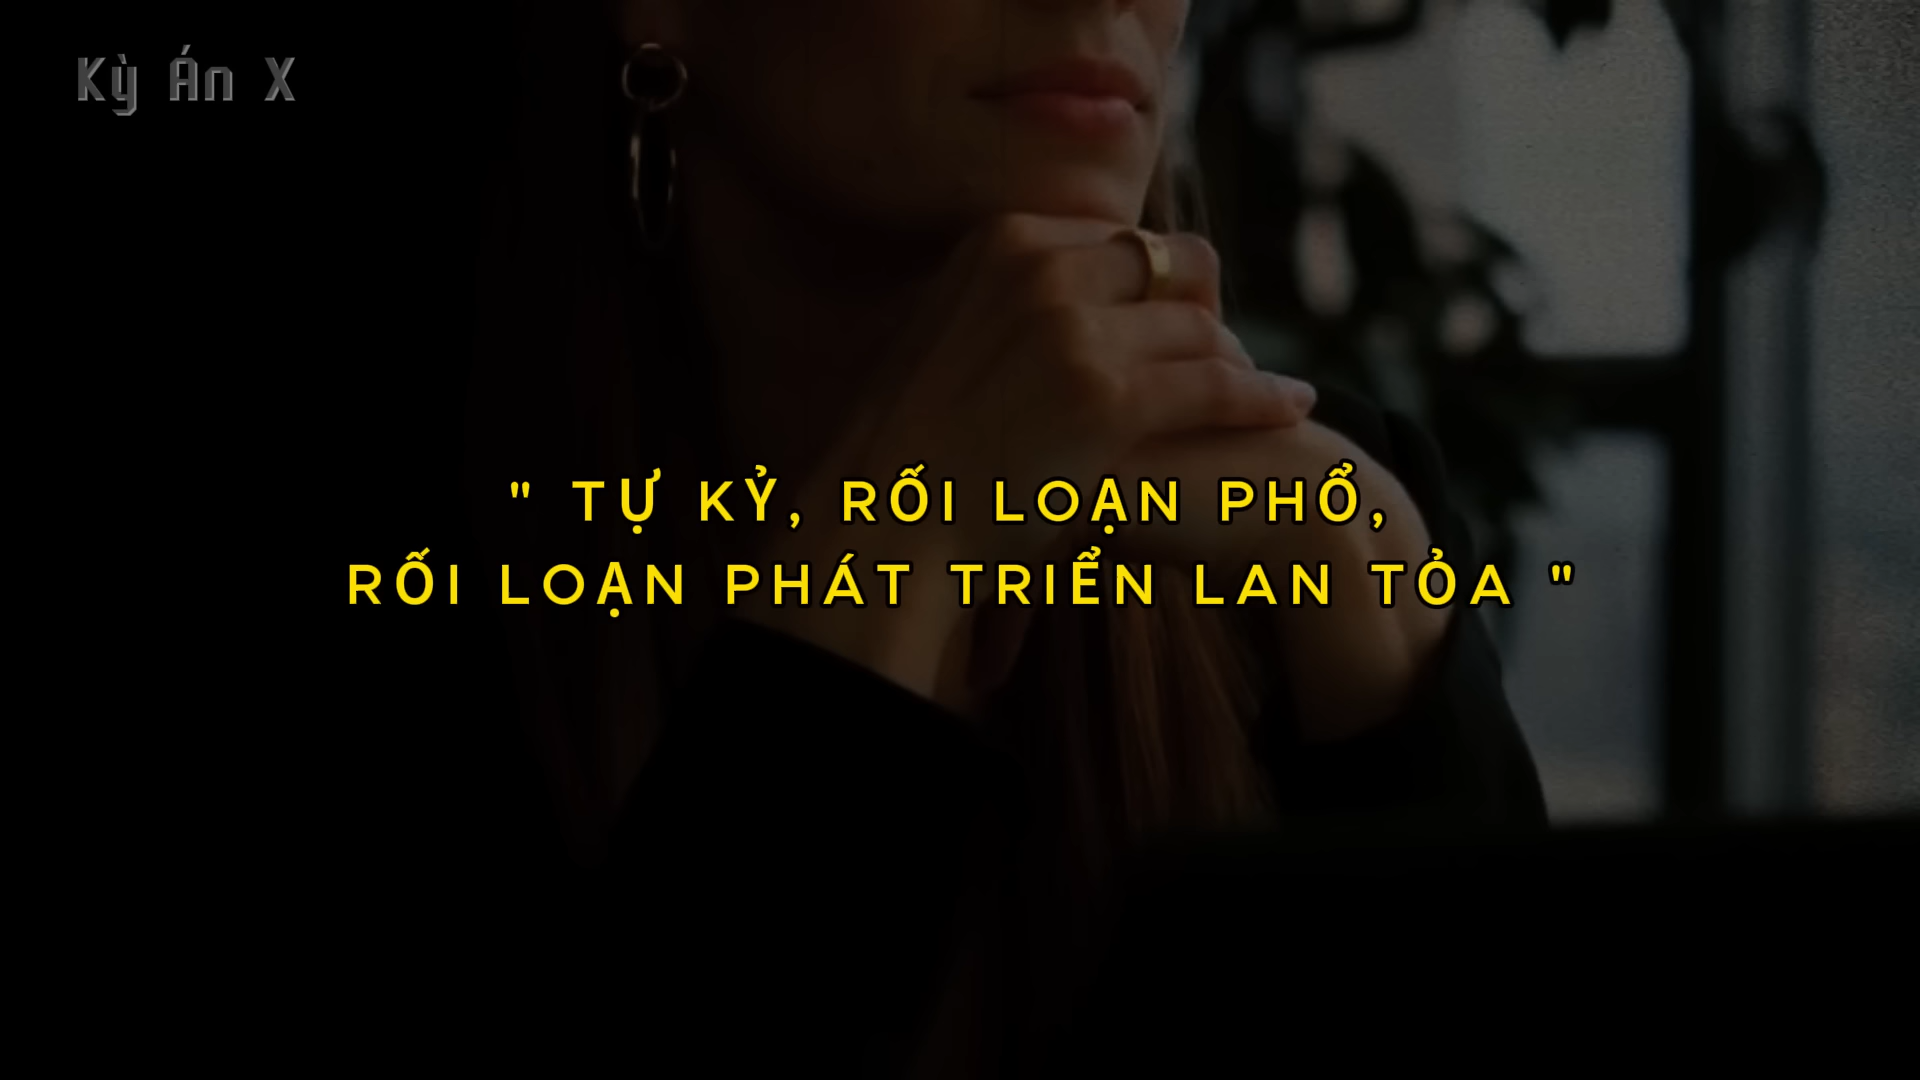 Kỳ Án X
" TỰ KỶ, RỐI LOẠN PHỔ,
RỐI LOẠN PHÁT TRIỂN LAN TỎA "